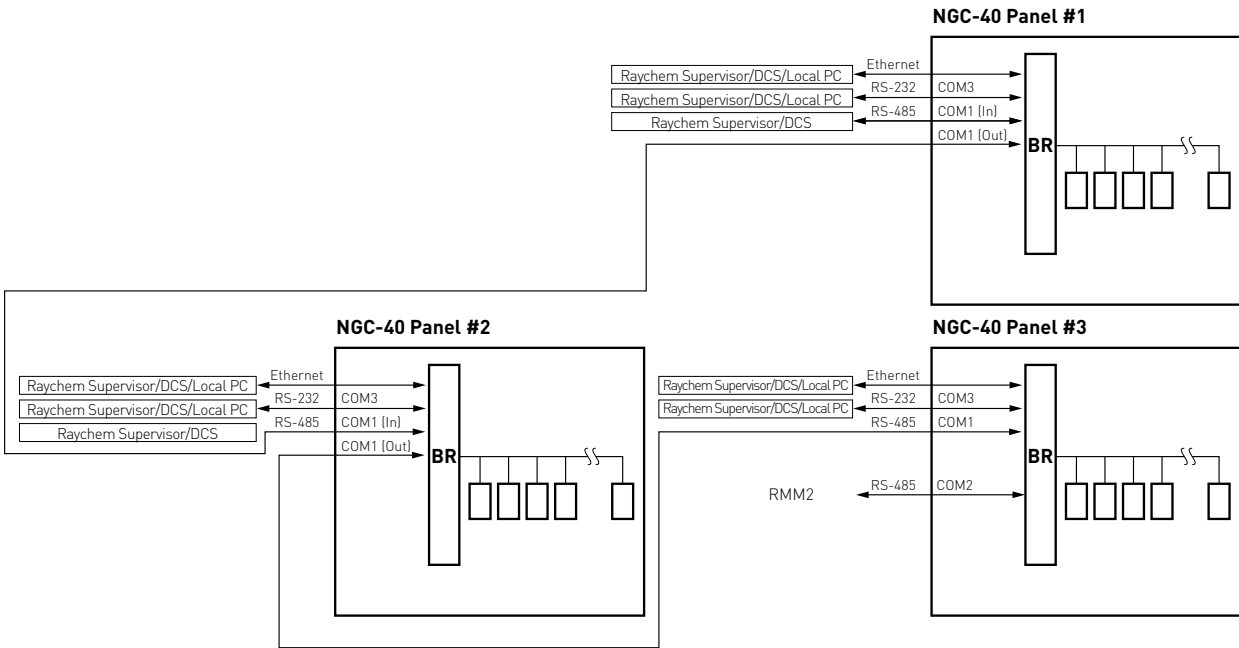 NGC-40 Panel #1
Raychem Supervisor/DCS/Local PC
Ethernet
Raychem Supervisor/DCS/Local PC
RS-232
COM3
Raychem Supervisor/DCS
RS-485
COM1 (In)
COM1 (Out)
BR
NGC-40 Panel #2
Raychem Supervisor/DCS/Local PC
Ethernet
Raychem Supervisor/DCS/Local PC
RS-232
COM3
Raychem Supervisor/DCS
RS-485
COM1 (In)
COM1 (Out)
BR
NGC-40 Panel #3
Raychem Supervisor/DCS/Local PC
Ethernet
Raychem Supervisor/DCS/Local PC
RS-232
COM3
RS-485
COM1
BR
RMM2
RS-485
COM2